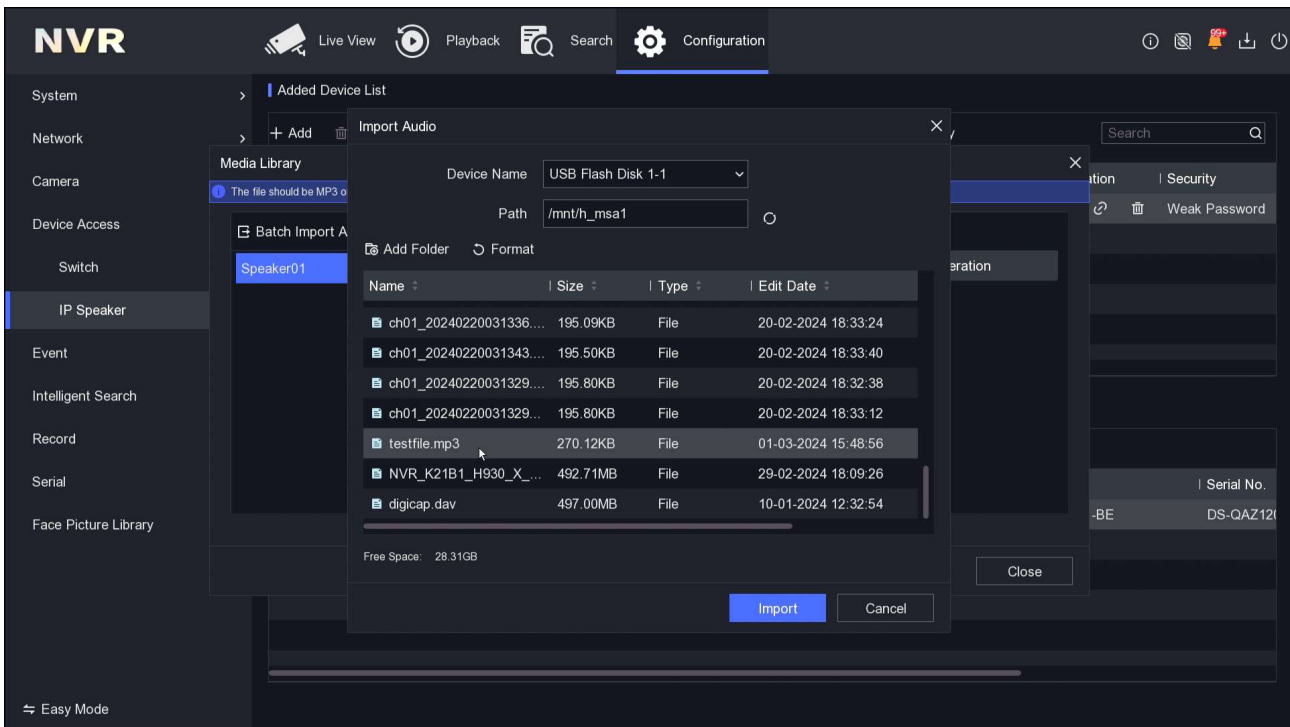 NVR
Live View
Playback
Search
Configuration
99+
System
Network
Camera
Device Access
Switch
IP Speaker
Event
Intelligent Search
Record
Serial
Face Picture Library
Easy Mode
Added Device List
+ Add
Search
Security
Weak Password
Serial No.
-BE
DS-QAZ120
Media Library
The file should be MP3
Batch Import A
Speaker01
Close
Import Audio
Device Name
USB Flash Disk 1-1
Path
/mnt/h_msa1
Add Folder
Format
Name | Size | Type | Edit Date
ch01_20240220031336.... 195.09KB File 20-02-2024 18:33:24
ch01_20240220031343.... 195.50KB File 20-02-2024 18:33:40
ch01_20240220031329.... 195.80KB File 20-02-2024 18:32:38
ch01_20240220031329... 195.80KB File 20-02-2024 18:33:12
testfile.mp3 270.12KB File 01-03-2024 15:48:56
NVR_K21B1_H930_X_... 492.71MB File 29-02-2024 18:09:26
digicap.dav 497.00MB File 10-01-2024 12:32:54
Free Space: 28.31GB
Import
Cancel